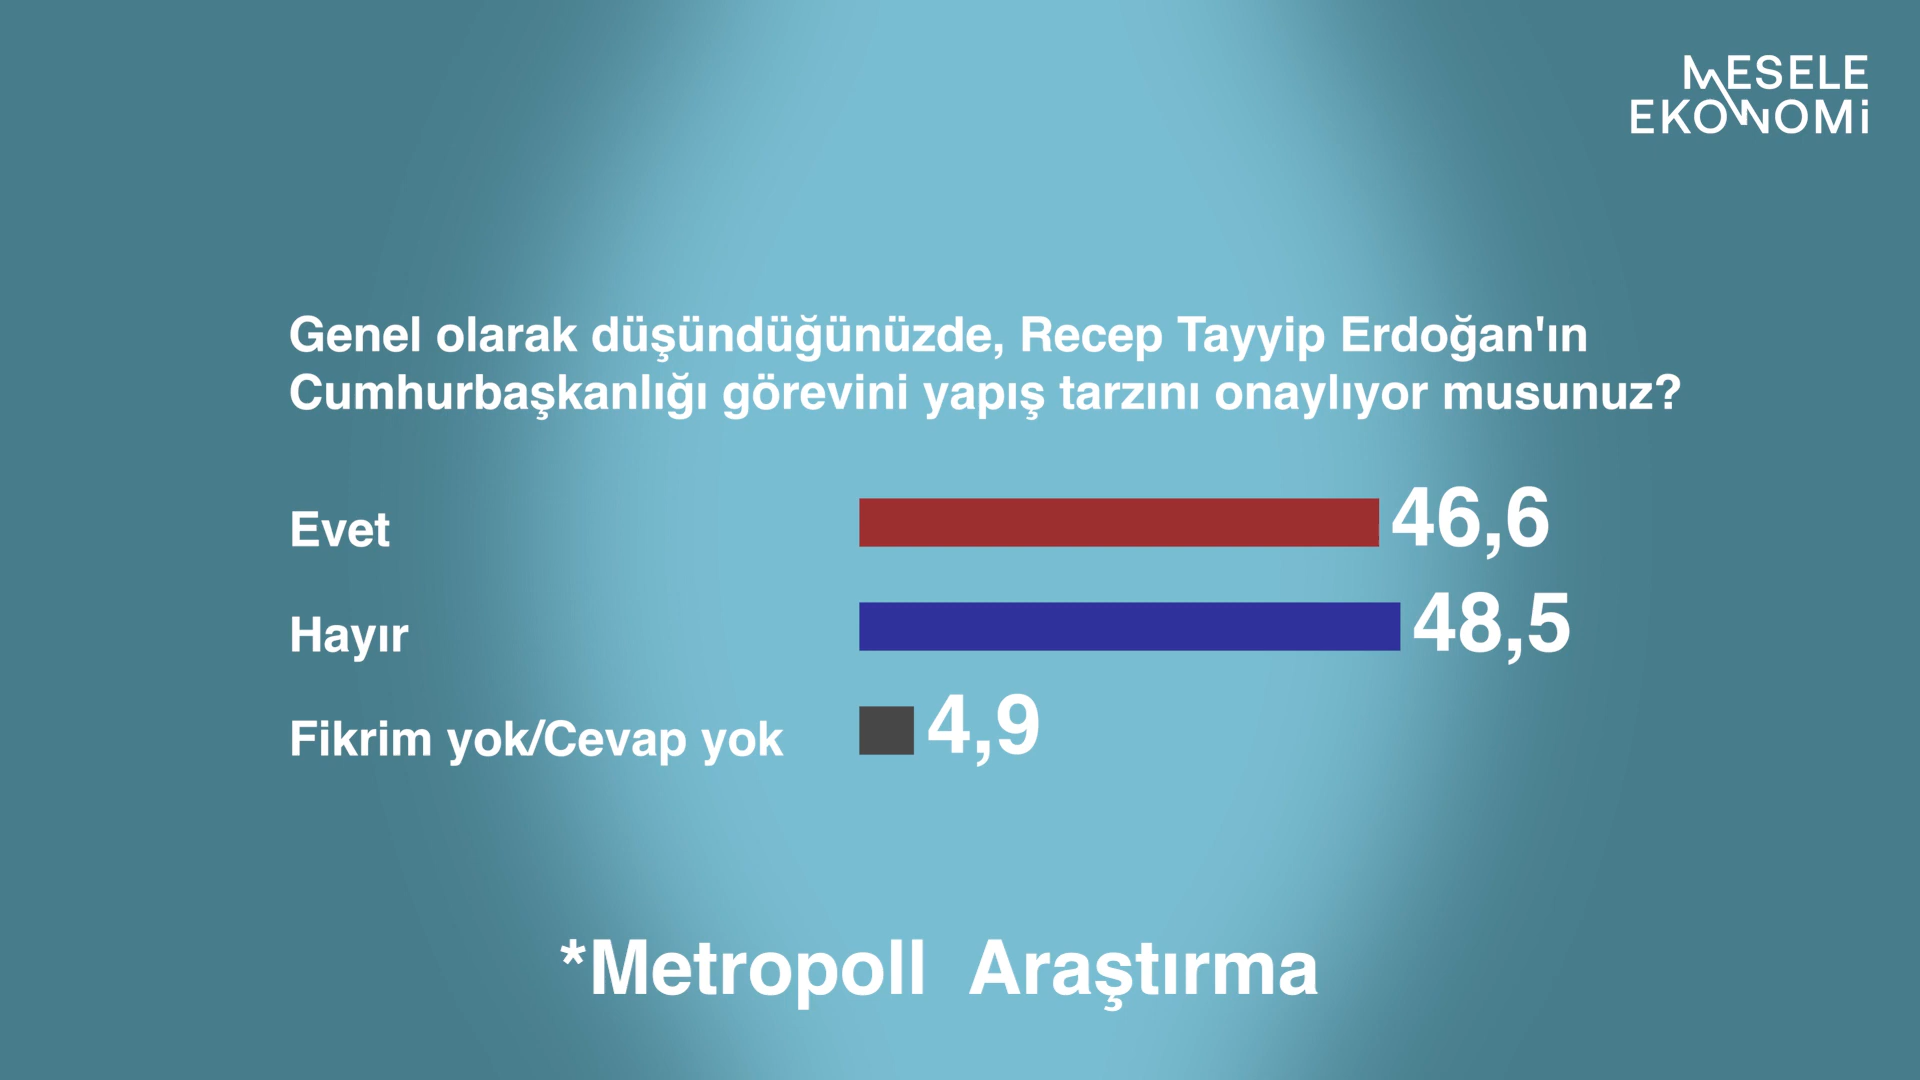 MESELE
EKONOMİ
Genel olarak düşündüğünüzde, Recep Tayyip Erdoğan'ın
Cumhurbaşkanlığı görevini yapış tarzını onaylıyor musunuz?
Evet 46,6
Hayır 48,5
Fikrim yok/Cevap yok 4,9
*Metropoll Araştırma